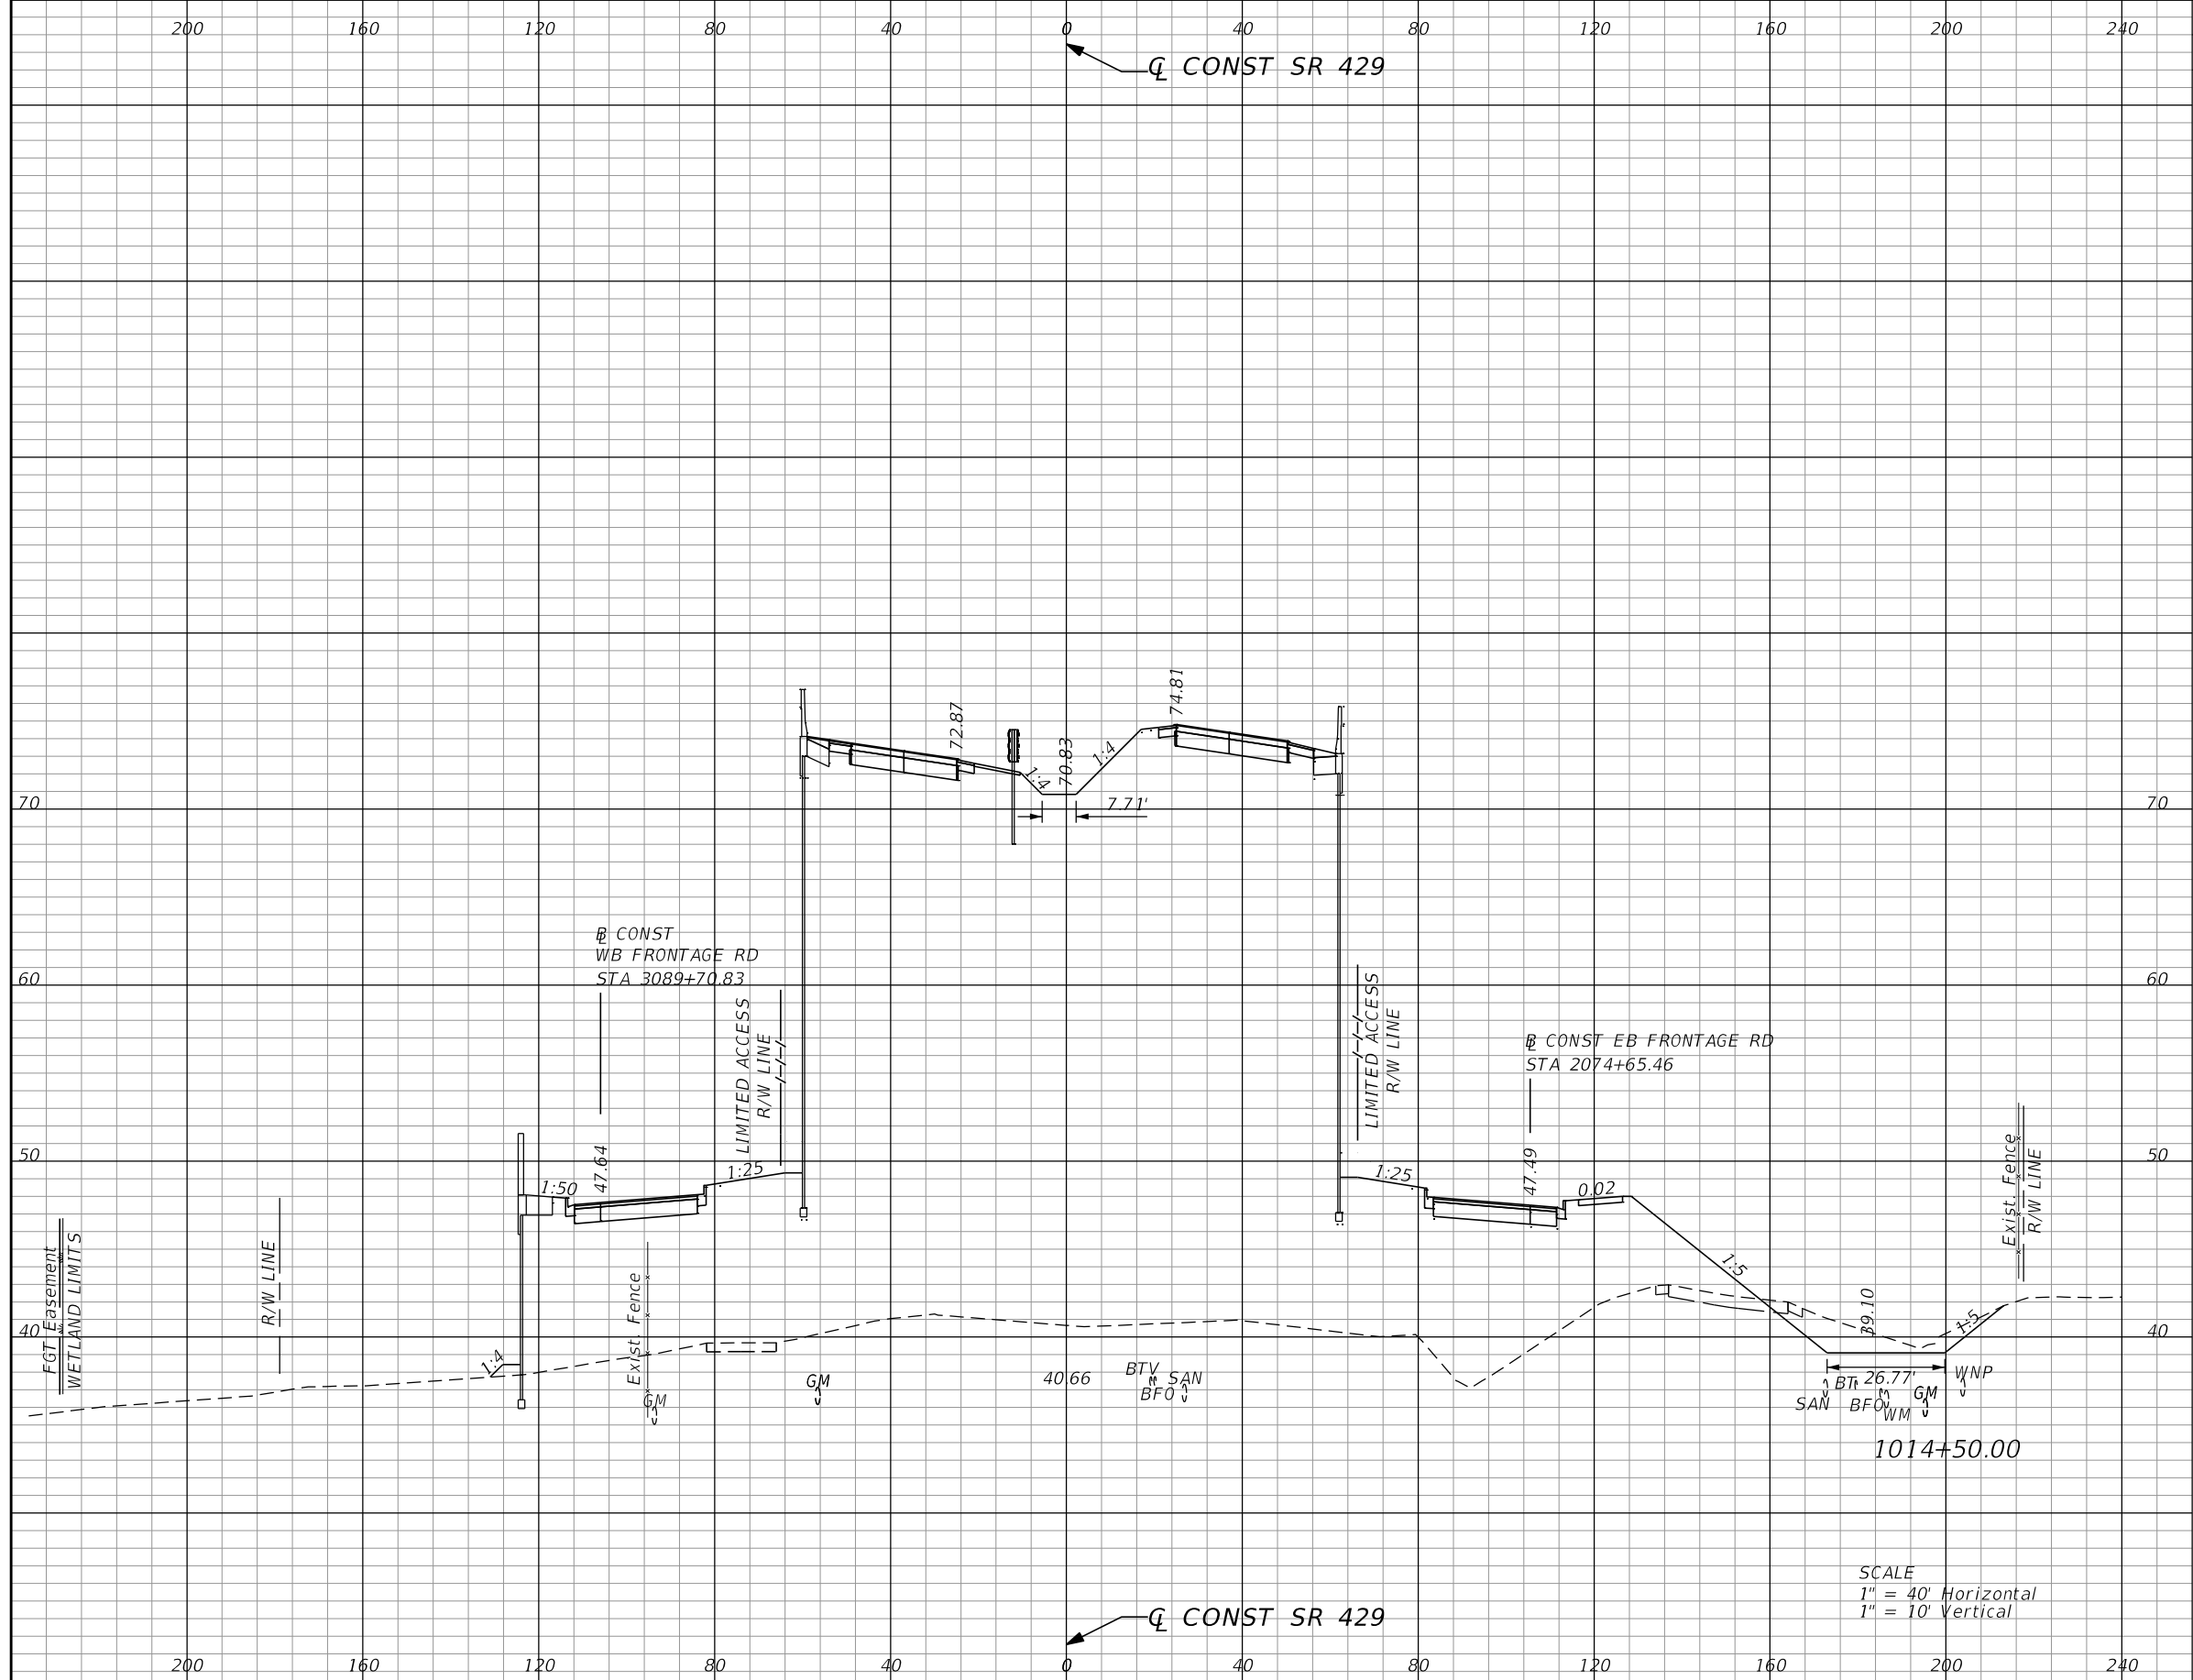 200 160 120 80 40 0 40 80 120 160 200 240
℄ CONST SR 429
74.81
72.87
70.83
1:4
1:4
7.71'
70 70
℔ CONST
WB FRONTAGE RD
STA 3089+70.83
60 60
LIMITED ACCESS
R/W LINE
LIMITED ACCESS
R/W LINE
BL CONST EB FRONTAGE RD
STA 2074+65.46
50 50
1:50
47.64
1:25
1:25
47.49
0.02
Exist. Fence
R/W LINE
FGT Easement
WETLAND LIMITS
R/W LINE
Exist. Fence
1:5
39.10
1:5
40 40
1:4
GM
GM
40.66
BTV
SAN
BFO
26.77'
WNP
BT
SAN
BFO
WM
GM
1014+50.00
SCALE
1" = 40' Horizontal
1" = 10' Vertical
℄ CONST SR 429
200 160 120 80 40 0 40 80 120 160 200 240